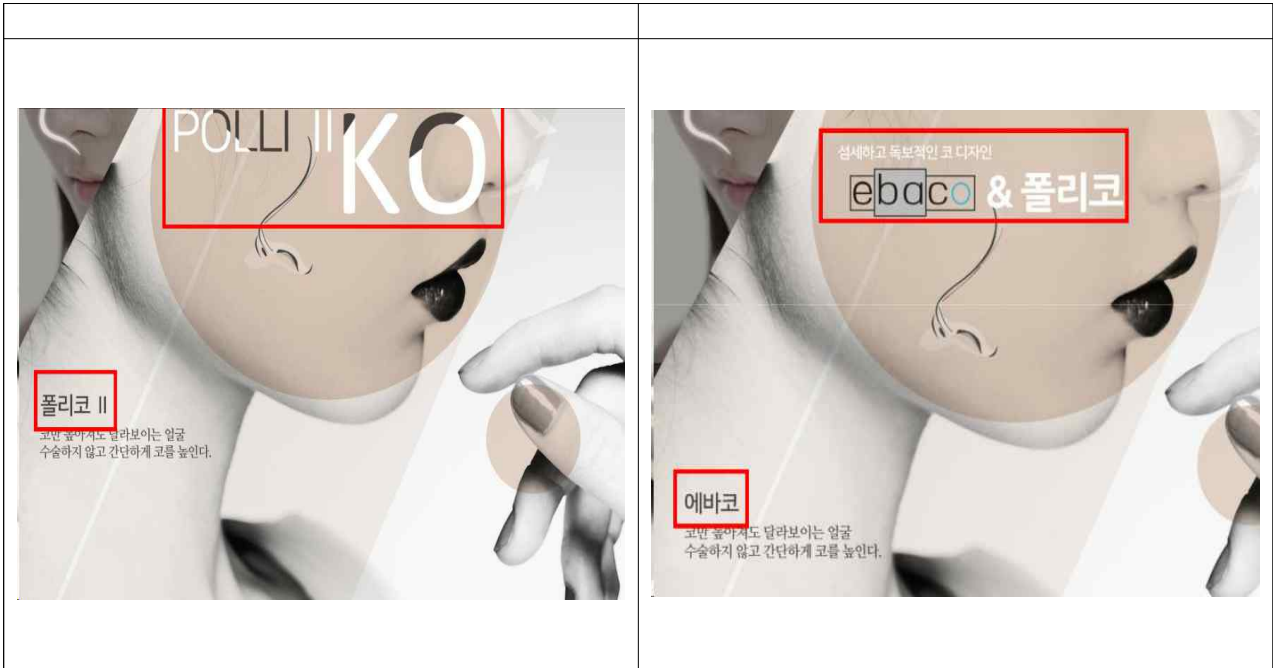 POLLI II KO
폴리코 II
코만 높아져도 달라보이는 얼굴
수술하지 않고 간단하게 코를 높인다.
섬세하고 독보적인 코 디자인
ebaco & 폴리코
에바코
코만 높아져도 달라보이는 얼굴
수술하지 않고 간단하게 코를 높인다.